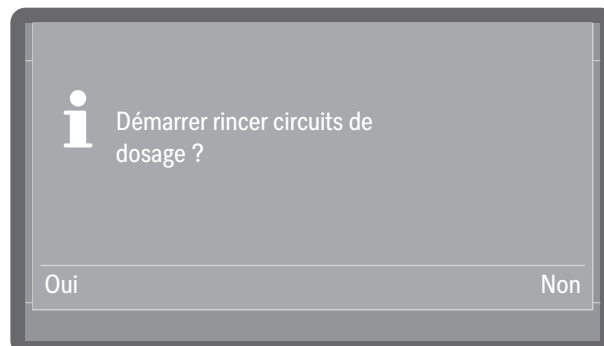 Démarrer rincer circuits de
dosage ?
Oui
Non